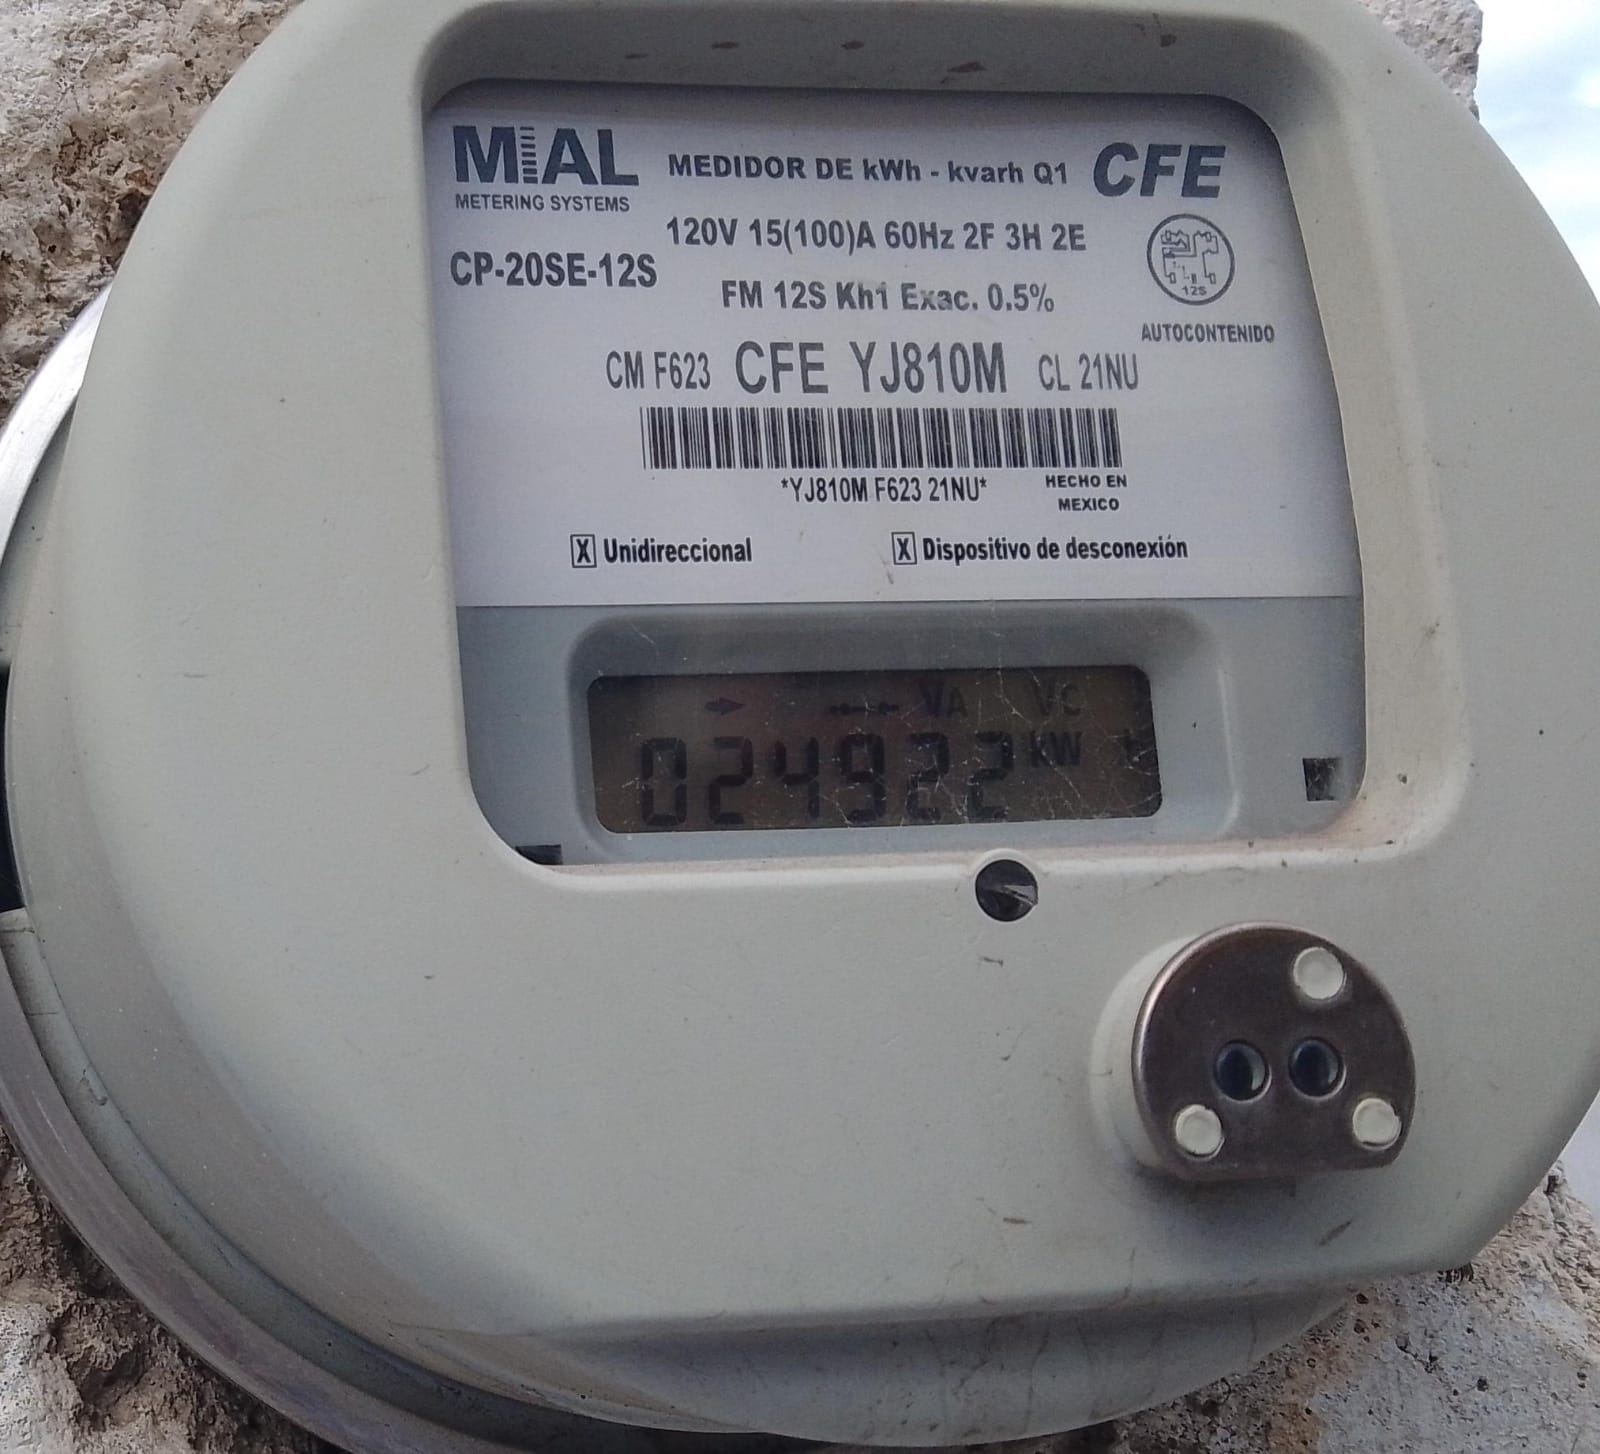 MIAL
METERING SYSTEMS
MEDIDOR DE kWh - kvarh Q1
CFE
120V 15(100)A 60Hz 2F 3H 2E
CP-20SE-12S
FM 12S Kh1 Exac. 0.5%
12S
AUTOCONTENIDO
CM F623 CFE YJ810M CL 21NU
*YJ810M F623 21NU*
HECHO EN
MEXICO
X Unidireccional
X Dispositivo de desconexión
VA VC
024922 kW h